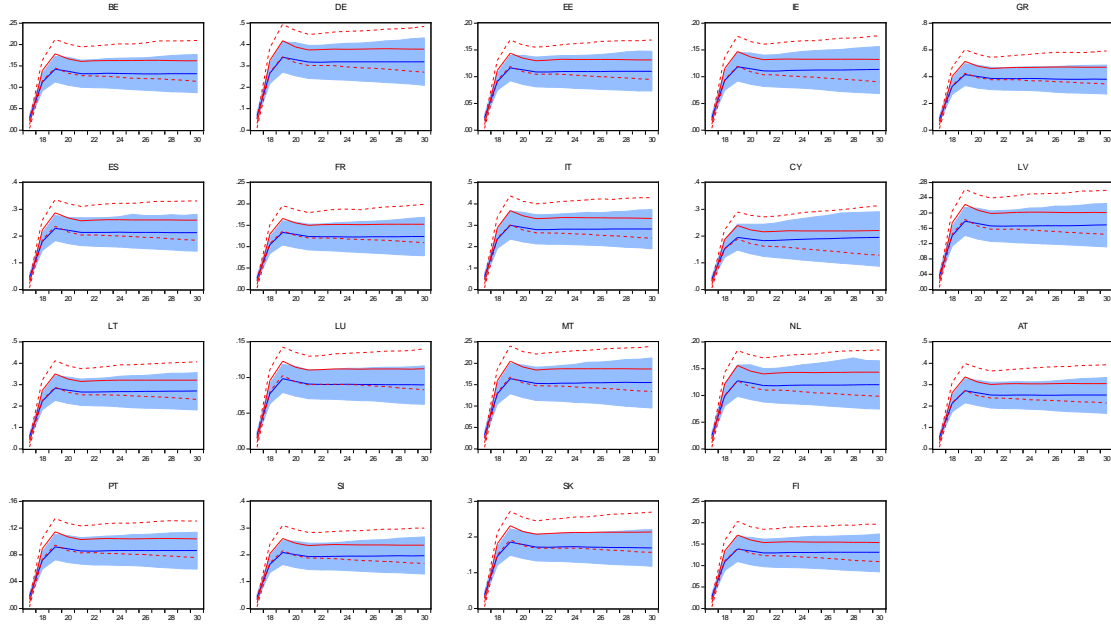 BE
.25
.20
.15
.10
.05
.00
18 20 22 24 26 28 30
DE
.5
.4
.3
.2
.1
.0
18 20 22 24 26 28 30
EE
.20
.15
.10
.05
.00
18 20 22 24 26 28 30
IE
.20
.15
.10
.05
.00
18 20 22 24 26 28 30
GR
.8
.6
.4
.2
.0
18 20 22 24 26 28 30
ES
.4
.3
.2
.1
.0
18 20 22 24 26 28 30
FR
.25
.20
.15
.10
.05
.00
18 20 22 24 26 28 30
IT
.5
.4
.3
.2
.1
.0
18 20 22 24 26 28 30
CY
.4
.3
.2
.1
.0
18 20 22 24 26 28 30
LV
.28
.24
.20
.16
.12
.08
.04
.00
18 20 22 24 26 28 30
LT
.5
.4
.3
.2
.1
.0
18 20 22 24 26 28 30
LU
.15
.10
.05
.00
18 20 22 24 26 28 30
MT
.25
.20
.15
.10
.05
.00
18 20 22 24 26 28 30
NL
.20
.15
.10
.05
.00
18 20 22 24 26 28 30
AT
.5
.4
.3
.2
.1
.0
18 20 22 24 26 28 30
PT
.16
.12
.08
.04
.00
18 20 22 24 26 28 30
SI
.4
.3
.2
.1
.0
18 20 22 24 26 28 30
SK
.3
.2
.1
.0
18 20 22 24 26 28 30
FI
.25
.20
.15
.10
.05
.00
18 20 22 24 26 28 30